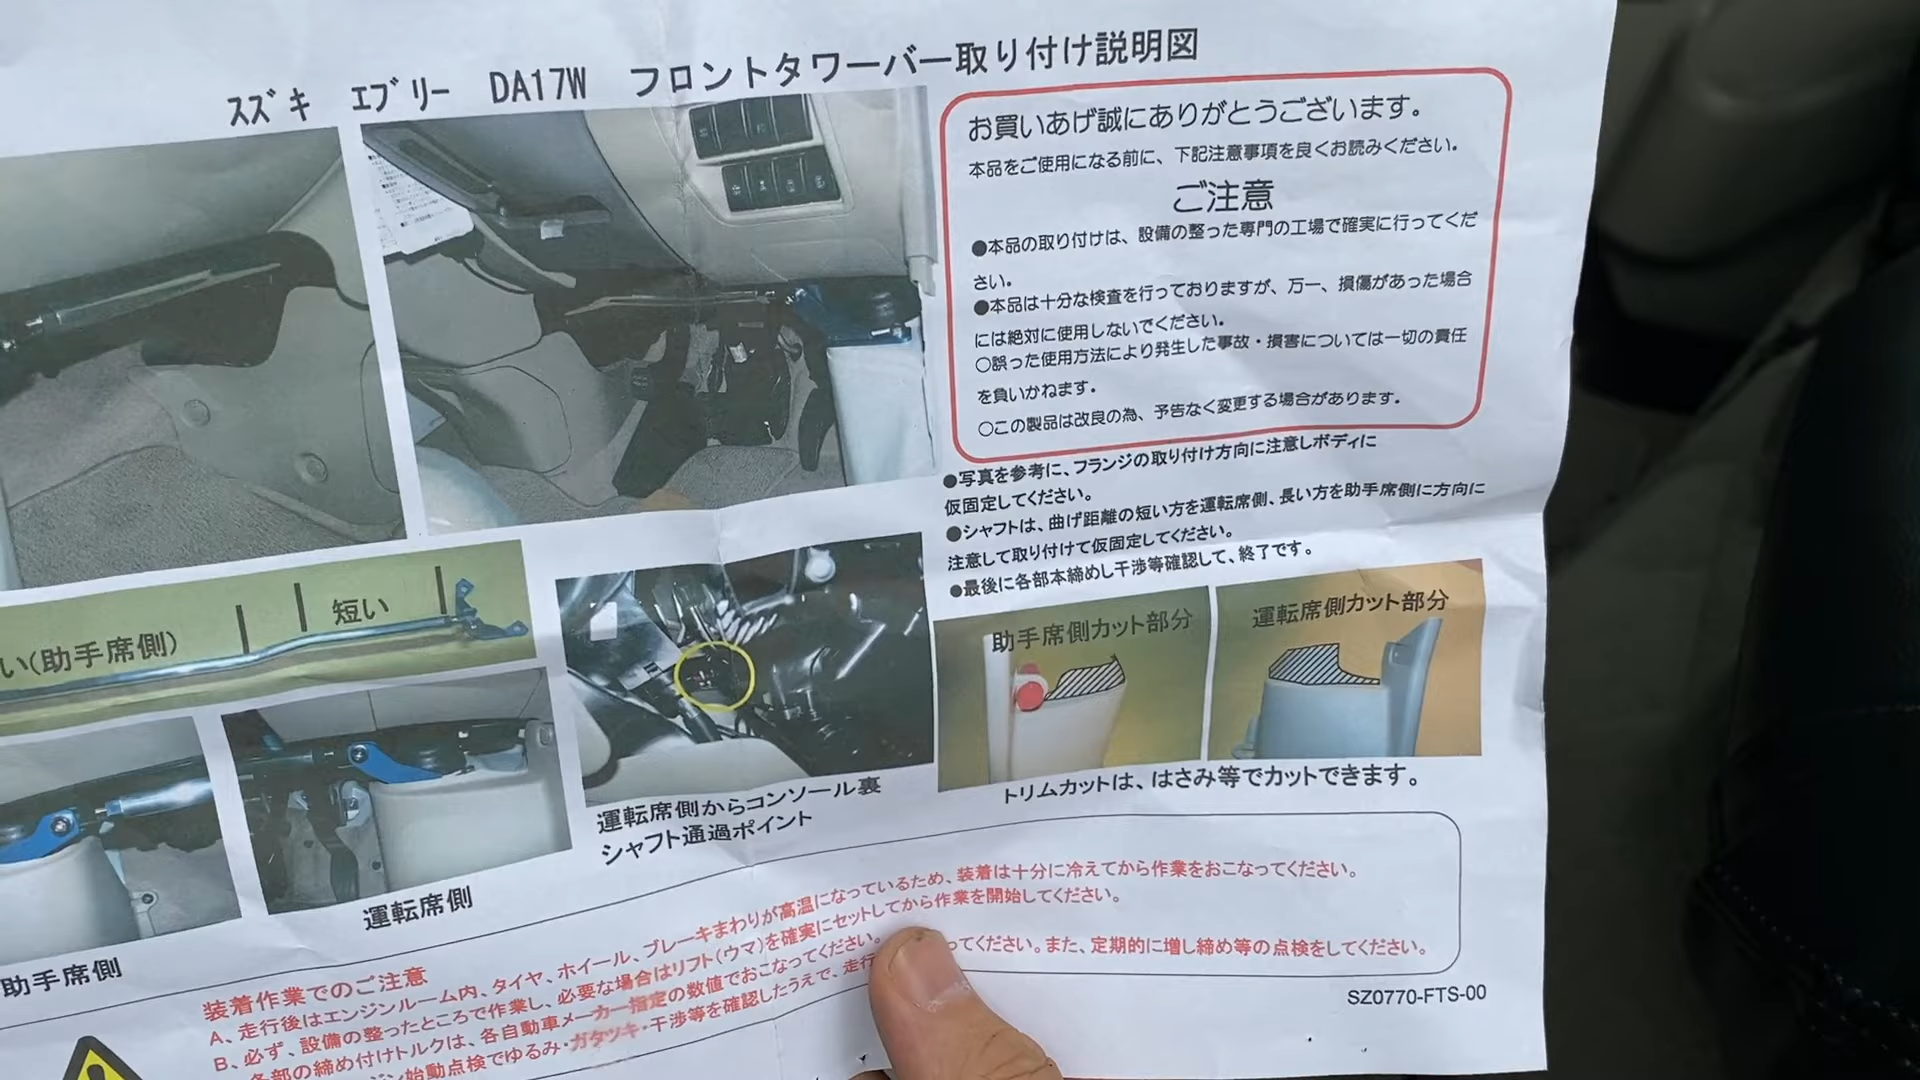 スズキ エブリー DA17W フロントタワーバー取り付け説明図
お買いあげ誠にありがとうございます。
本品をご使用になる前に、下記注意事項を良くお読みください。
ご注意
●本品の取り付けは、設備の整った専門の工場で確実に行ってくだ
さい。
●本品は十分な検査を行っておりますが、万一、損傷があった場合
には絶対に使用しないでください。
○誤った使用方法により発生した事故・損害については一切の責任
を負いかねます。
○この製品は改良の為、予告なく変更する場合があります。
●写真を参考に、フランジの取り付け方向に注意しボディに
仮固定してください。
●シャフトは、曲げ距離の短い方を運転席側、長い方を助手席側に方向に
注意して取り付けて仮固定してください。
●最後に各部本締めし干渉等確認して、終了です。
い(助手席側)
短い
助手席側カット部分
運転席側カット部分
トリムカットは、はさみ等でカットできます。
運転席側からコンソール裏
シャフト通過ポイント
運転席側
助手席側
装着作業でのご注意
A、走行後はエンジンルーム内、タイヤ、ホイール、ブレーキまわりが高温になっているため、装着は十分に冷えてから作業をおこなってください。
B、必ず、設備の整ったところで作業し、必要な場合はリフト(ウマ)を確実にセットしてから作業を開始してください。
各部の締め付けトルクは、各自動車メーカー指定の数値でおこなってください。
ン始動点検でゆるみ・ガタツキ・干渉等を確認したうえで、走行 ってください。また、定期的に増し締め等の点検をしてください。
SZ0770-FTS-00